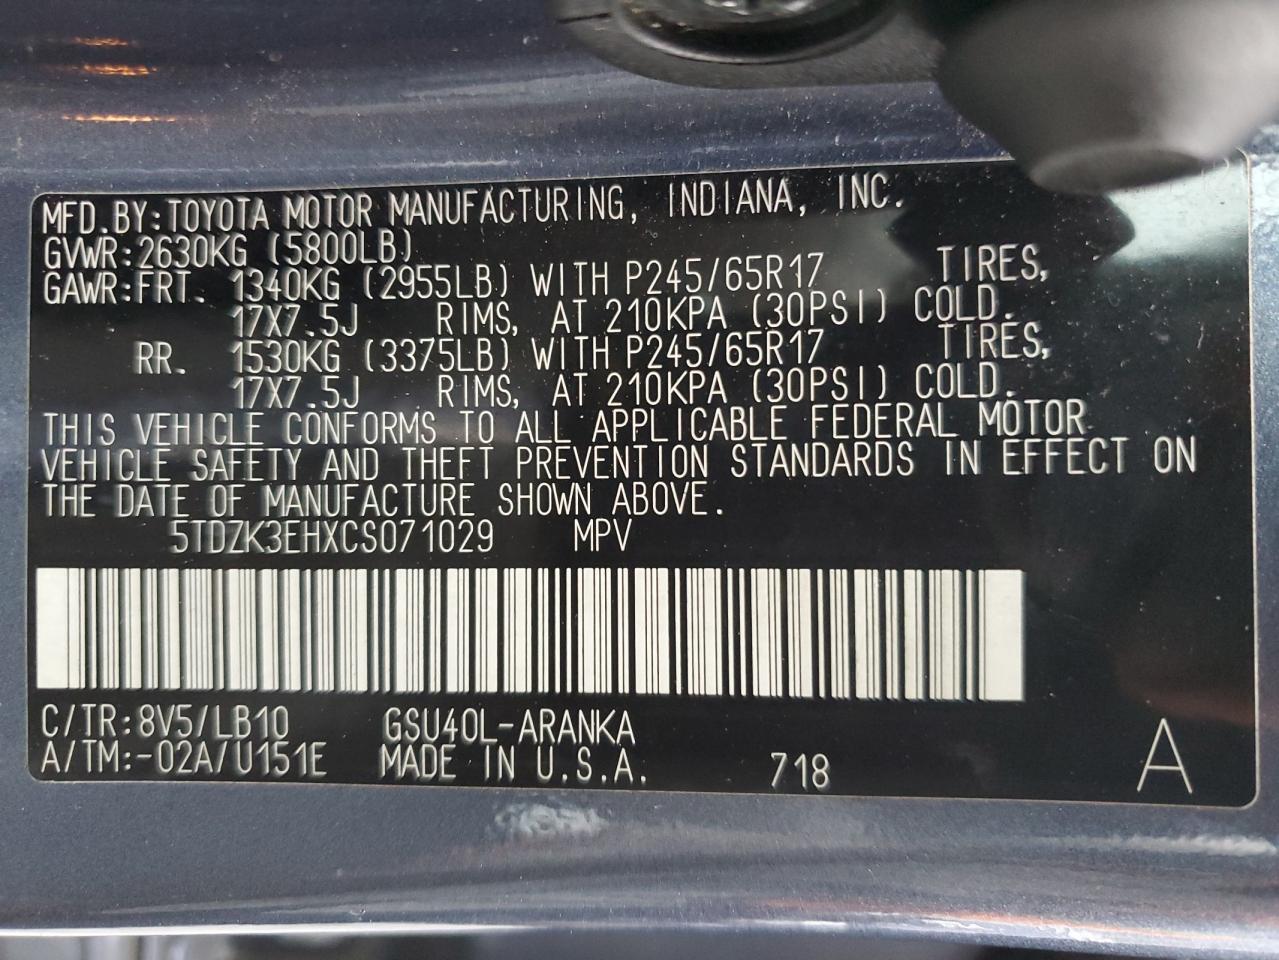 MFD.BY:TOYOTA MOTOR MANUFACTURING, INDIANA, INC.
GVWR:2630KG (5800LB)
GAWR:FRT. 1340KG (2955LB) WITH P245/65R17 TIRES,
17X7.5J RIMS, AT 210KPA (30PSI) COLD.
RR. 1530KG (3375LB) WITH P245/65R17 TIRES,
17X7.5J RIMS, AT 210KPA (30PSI) COLD.
THIS VEHICLE CONFORMS TO ALL APPLICABLE FEDERAL MOTOR
VEHICLE SAFETY AND THEFT PREVENTION STANDARDS IN EFFECT ON
THE DATE OF MANUFACTURE SHOWN ABOVE.
5TDZK3EHXCS071029 MPV
C/TR:8V5/LB10 GSU40L-ARANKA
A/TM:-02A/U151E MADE IN U.S.A. 718 A